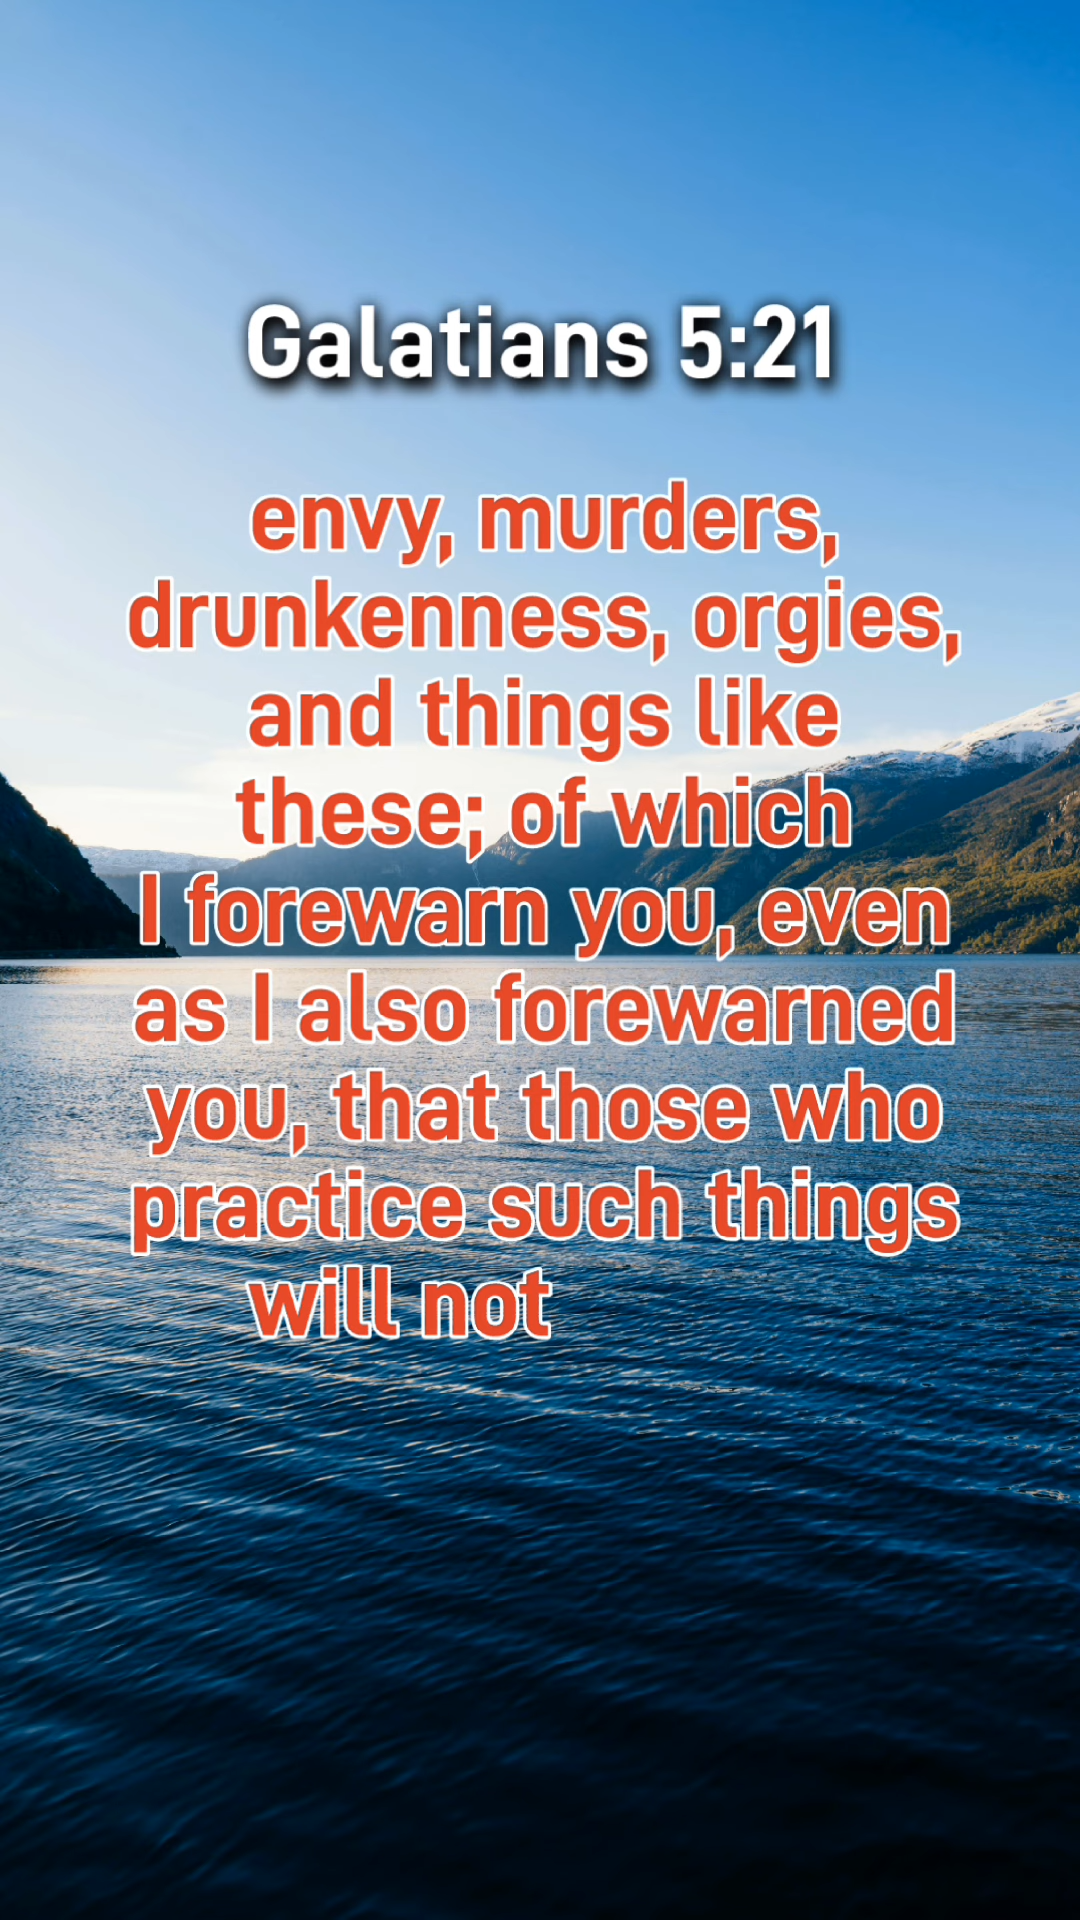 Galatians 5:21
envy, murders,
drunkenness, orgies,
and things like
these; of which
I forewarn you, even
as I also forewarned
you, that those who
practice such things
will not